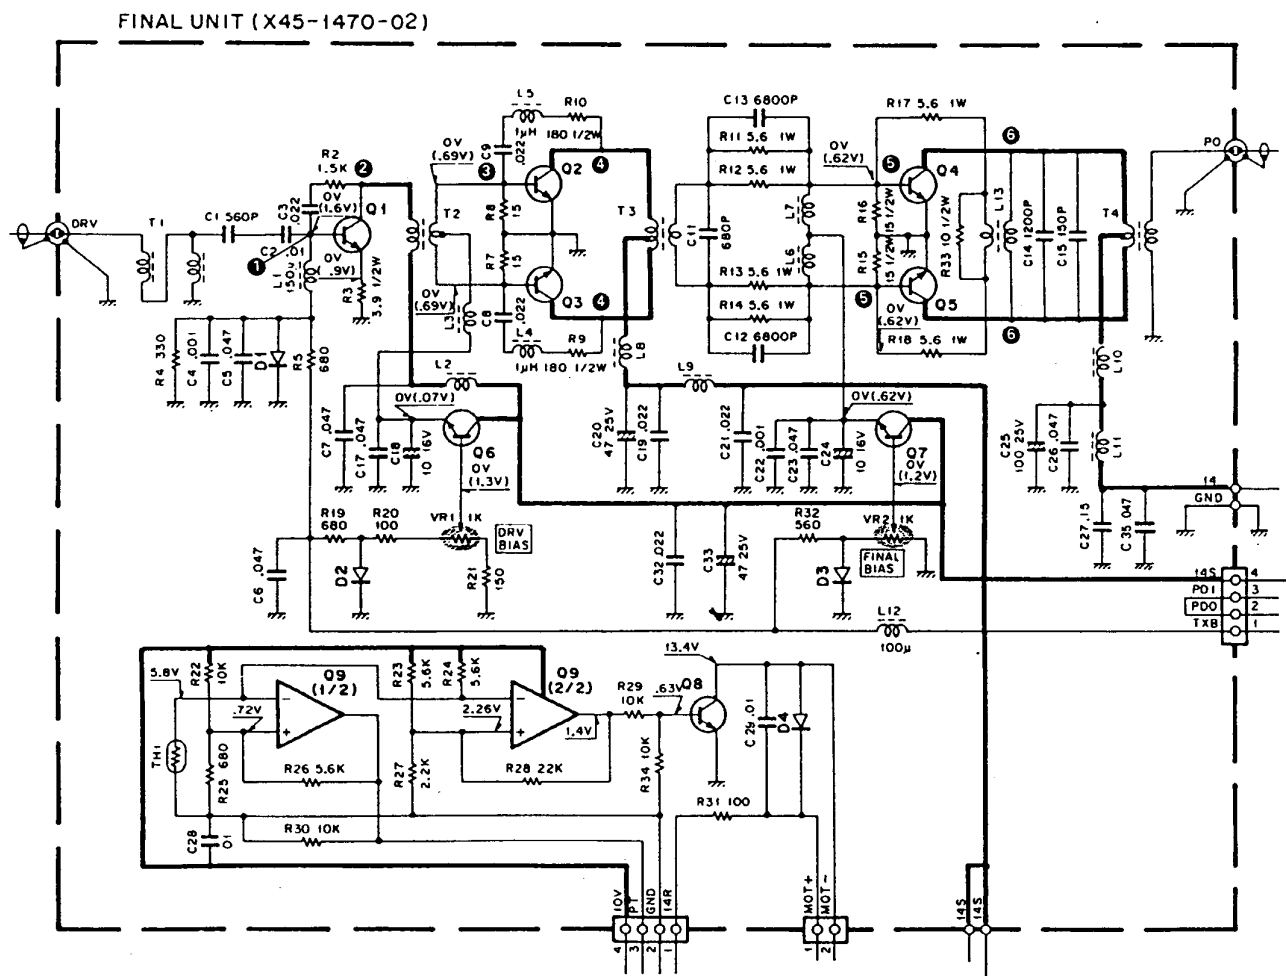 FINAL UNIT (X45-1470-02)
DRV
T1
C1 560P
C2 .01
C3 .022
R2 1.5K
2
0V (1.6V)
Q1
1
L1 150μ
0V .9V)
R3 3.9 1/2W
R4 330
C4 .001
C5 .047
D1
R5 680
T2
0V (.69V)
3
C9 .022
L5 1μH
R10 180 1/2W
4
Q2
R8 15
R7 15
Q3
4
0V (.69V)
L3
C8 .022
L4 1μH
R9 180 1/2W
T3
L8
C11 680P
C13 6800P
R11 5.6 1W
R12 5.6 1W
R13 5.6 1W
R14 5.6 1W
C12 6800P
0V (.62V)
5
L7
L6
R17 5.6 1W
R16 15 1/2W
R15 15 1/2W
5
0V (.62V)
R18 5.6 1W
Q4
Q5
R33 10 1/2W
L13
6
6
C14 1200P
C15 150P
T4
PO
L10
L11
C25 100 25V
C26 .047
14
GND
C27 .15
C35 .047
L2
0V(.07V)
C7 .047
C17 .047
C18 10 16V
Q6
0V (1.3V)
L9
C20 47 25V
C19 .022
C21 .022
0V(.62V)
C22 .001
C23 .047
C24 10 16V
Q7
0V (1.2V)
R19 680
R20 100
VR1 1K
DRV BIAS
C6 .047
D2
R21 150
C32 .022
C33 47 25V
R32 560
VR2 1K
FINAL BIAS
D3
L12
100μ
14S 4
PDI 3
PDO 2
TXB 1
5.8V
R22 10K
Q9 (1/2)
-
+
.72V
TH1
R25 680
R26 5.6K
R30 10K
C28 .01
R23 5.6K
R24 5.6K
Q9 (2/2)
-
+
2.26V
1.4V
R27 2.2K
R28 22K
R29 10K
.63V
R34 10K
13.4V
Q8
C29 .01
D4
R31 100
10V
PT
GND
14R
4 3 2 1
MOT+
MOT-
1 2
14S
14S